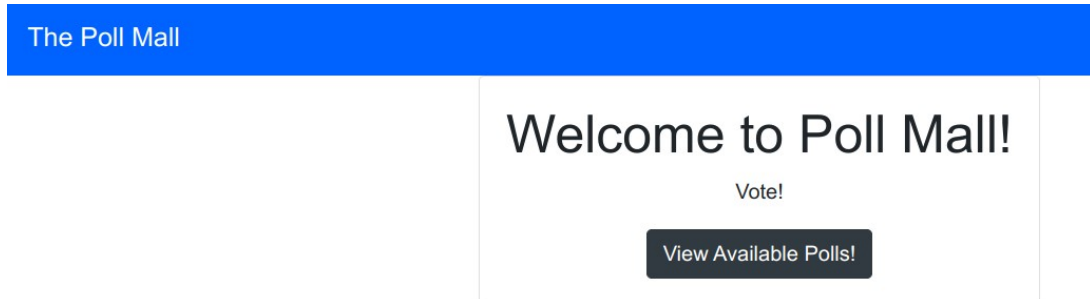 The Poll Mall
Welcome to Poll Mall!
Vote!
View Available Polls!